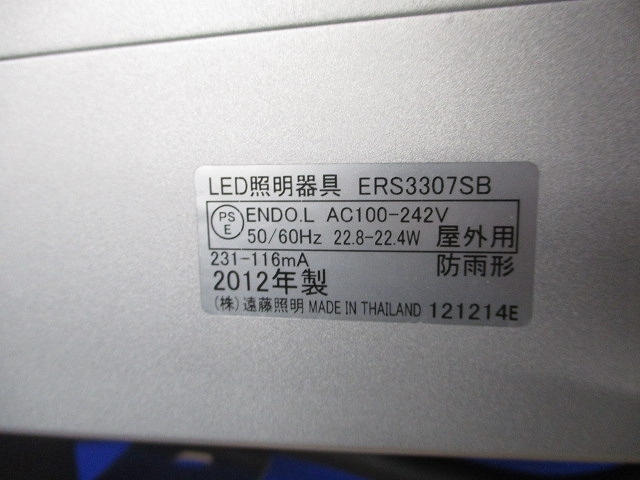 LED照明器具 ERS3307SB
PS E ENDO.L AC100-242V
50/60Hz 22.8-22.4W 屋外用
231-116mA 防雨形
2012年製
(株)遠藤照明 MADE IN THAILAND 121214E